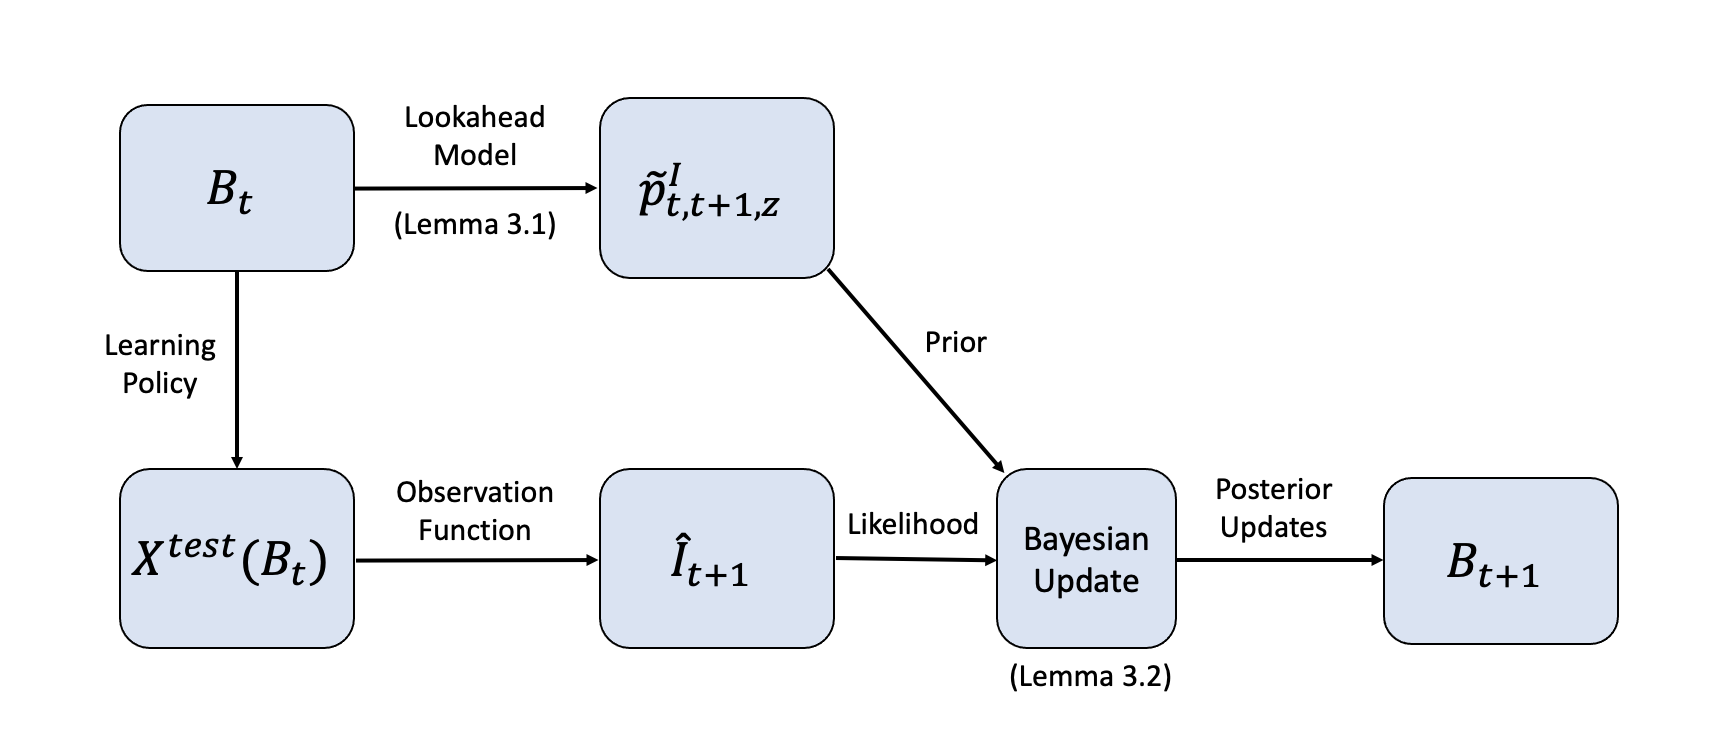 Lookahead
Model
$B_t$
$\tilde{p}^I_{t,t+1,z}$
(Lemma 3.1)
Learning
Policy
Prior
$X^{test}(B_t)$
Observation
Function
$\hat{I}_{t+1}$
Likelihood
Bayesian
Update
Posterior
Updates
$B_{t+1}$
(Lemma 3.2)